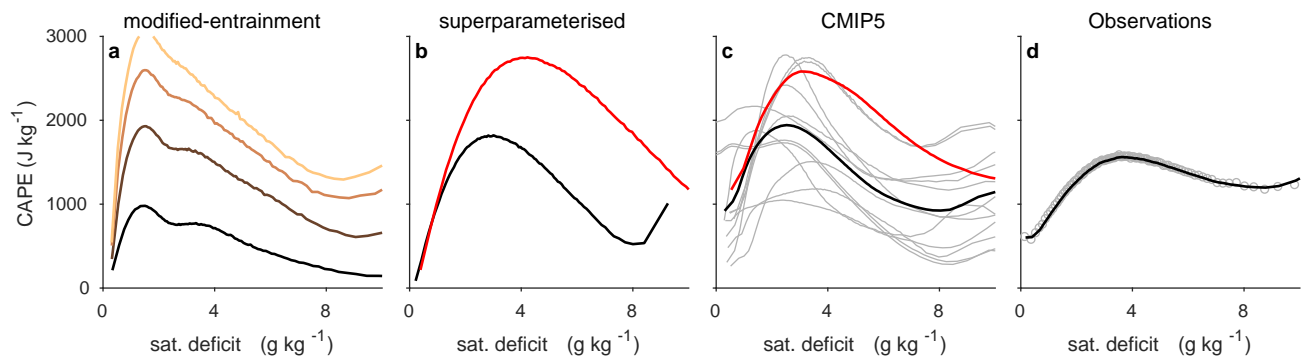 modified-entrainment superparameterised CMIP5 Observations
3000 a b c d
2000
1000
0
CAPE (J kg⁻¹)
0 4 8 0 4 8 0 4 8 0 4 8
sat. deficit (g kg ⁻¹) sat. deficit (g kg ⁻¹) sat. deficit (g kg ⁻¹) sat. deficit (g kg ⁻¹)